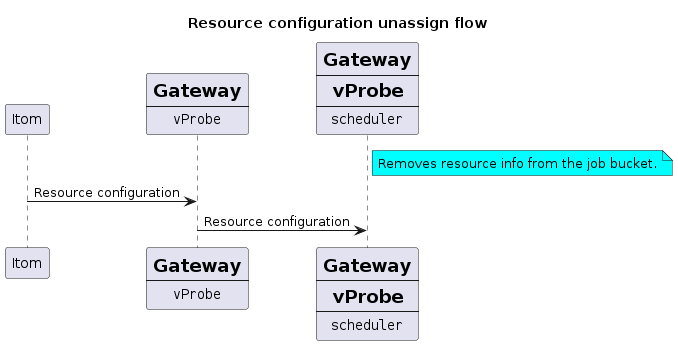 Resource configuration unassign flow
Itom
Gateway
vProbe
Gateway
vProbe
scheduler
Removes resource info from the job bucket.
Resource configuration
Resource configuration
Itom
Gateway
vProbe
Gateway
vProbe
scheduler